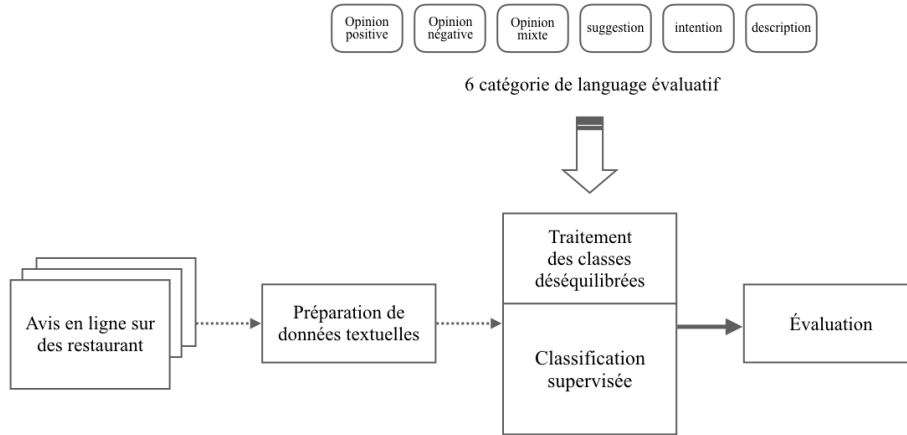 Opinion
positive
Opinion
négative
Opinion
mixte
suggestion
intention
description
6 catégorie de language évaluatif
Traitement
des classes
déséquilibrées
Avis en ligne sur
des restaurant
Préparation de
données textuelles
Classification
supervisée
Évaluation